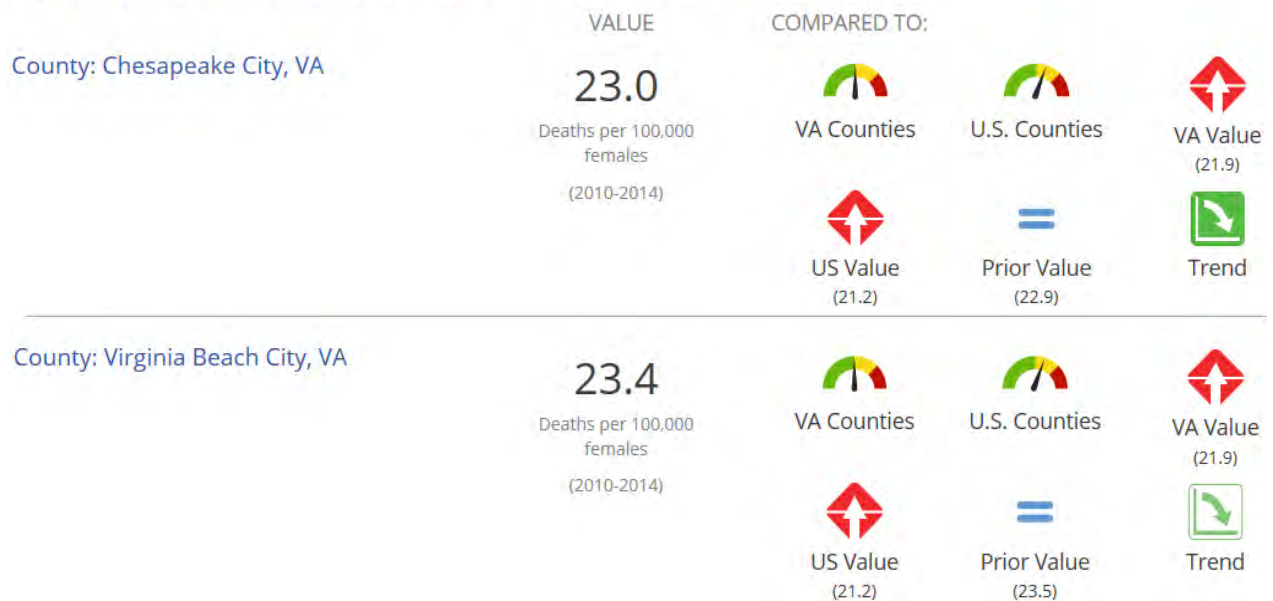 VALUE COMPARED TO:
County: Chesapeake City, VA
23.0
Deaths per 100,000
females
(2010-2014)
VA Counties U.S. Counties VA Value
(21.9)
US Value Prior Value Trend
(21.2) (22.9)
County: Virginia Beach City, VA
23.4
Deaths per 100,000
females
(2010-2014)
VA Counties U.S. Counties VA Value
(21.9)
US Value Prior Value Trend
(21.2) (23.5)